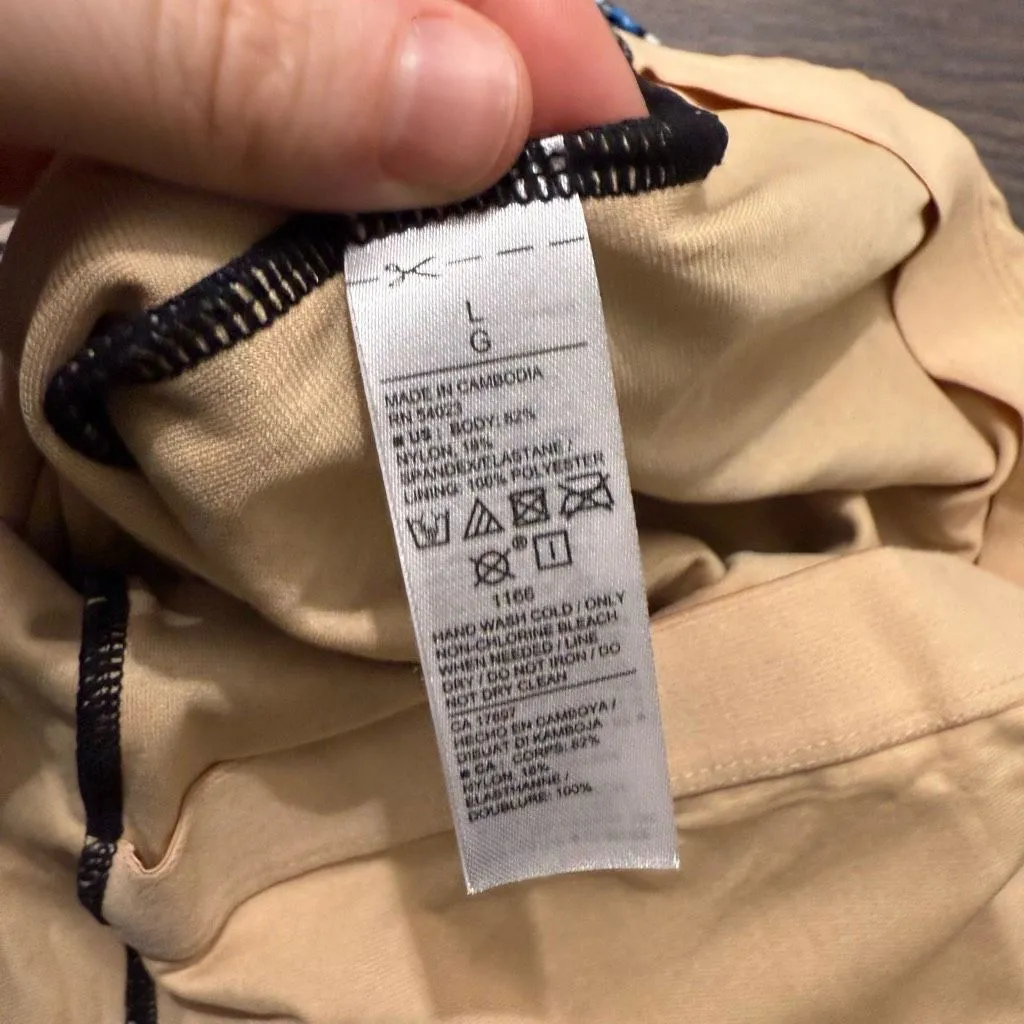 L
G
MADE IN CAMBODIA
RN 54023
■ US | BODY: 82%
NYLON, 18%
SPANDEX/ELASTANE /
LINING: 100% POLYESTER
1166
HAND WASH COLD / ONLY
NON-CHLORINE BLEACH
WHEN NEEDED / LINE
DRY / DO NOT IRON / DO
NOT DRY CLEAN
CA 17897
HECHO EN CAMBOYA /
DIBUAT DI KAMBOJA
■ CA | CORPS: 82%
NYLON, 18%
ELASTHANNE /
DOUBLURE: 100%